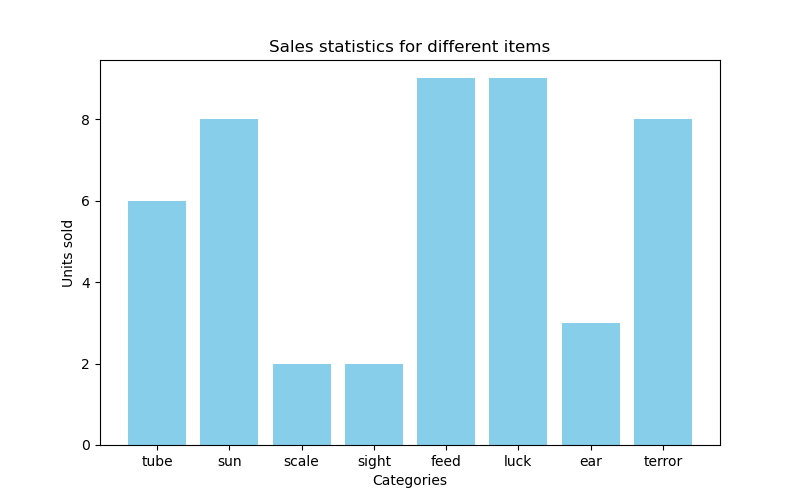 Sales statistics for different items
Units sold
8
6
4
2
0
tube sun scale sight feed luck ear terror
Categories